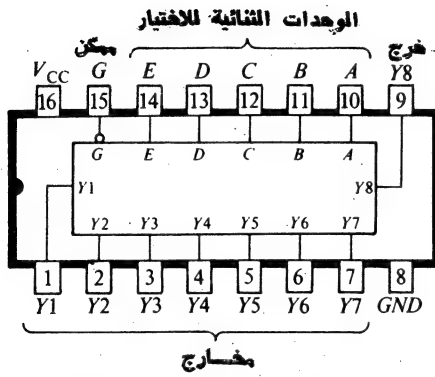 الوحدات الثنائية للاختيار
ممكن خرج
V_CC G E D C B A Y8
16 15 14 13 12 11 10 9
G E D C B A
Y1 Y8
Y2 Y3 Y4 Y5 Y6 Y7
1 2 3 4 5 6 7 8
Y1 Y2 Y3 Y4 Y5 Y6 Y7 GND
مخارج